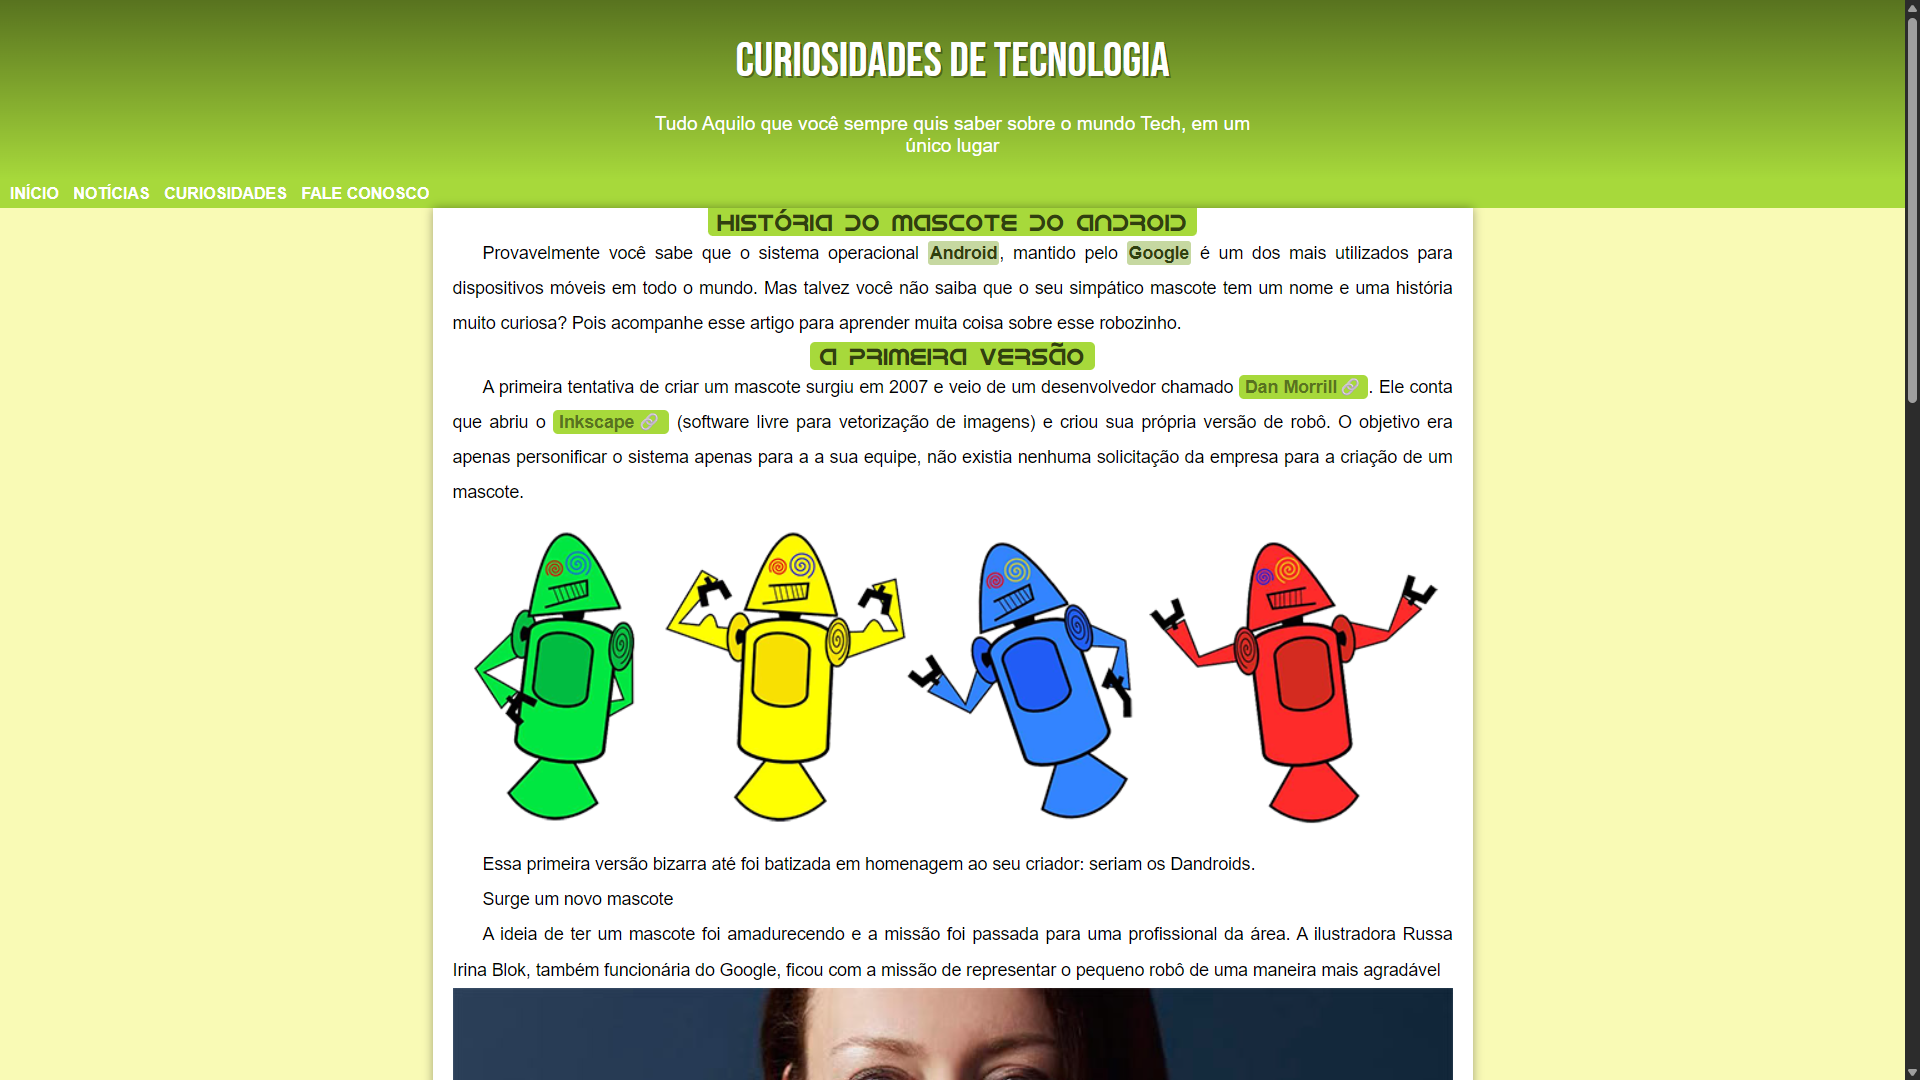 CURIOSIDADES DE TECNOLOGIA
Tudo Aquilo que você sempre quis saber sobre o mundo Tech, em um
único lugar
INÍCIO NOTÍCIAS CURIOSIDADES FALE CONOSCO
HISTÓRIA DO MASCOTE DO ANDROID
Provavelmente você sabe que o sistema operacional Android, mantido pelo Google é um dos mais utilizados para
dispositivos móveis em todo o mundo. Mas talvez você não saiba que o seu simpático mascote tem um nome e uma história
muito curiosa? Pois acompanhe esse artigo para aprender muita coisa sobre esse robozinho.
A PRIMEIRA VERSÃO
A primeira tentativa de criar um mascote surgiu em 2007 e veio de um desenvolvedor chamado Dan Morrill🔗. Ele conta
que abriu o Inkscape 🔗 (software livre para vetorização de imagens) e criou sua própria versão de robô. O objetivo era
apenas personificar o sistema apenas para a a sua equipe, não existia nenhuma solicitação da empresa para a criação de um
mascote.
Essa primeira versão bizarra até foi batizada em homenagem ao seu criador: seriam os Dandroids.
Surge um novo mascote
A ideia de ter um mascote foi amadurecendo e a missão foi passada para uma profissional da área. A ilustradora Russa
Irina Blok, também funcionária do Google, ficou com a missão de representar o pequeno robô de uma maneira mais agradável